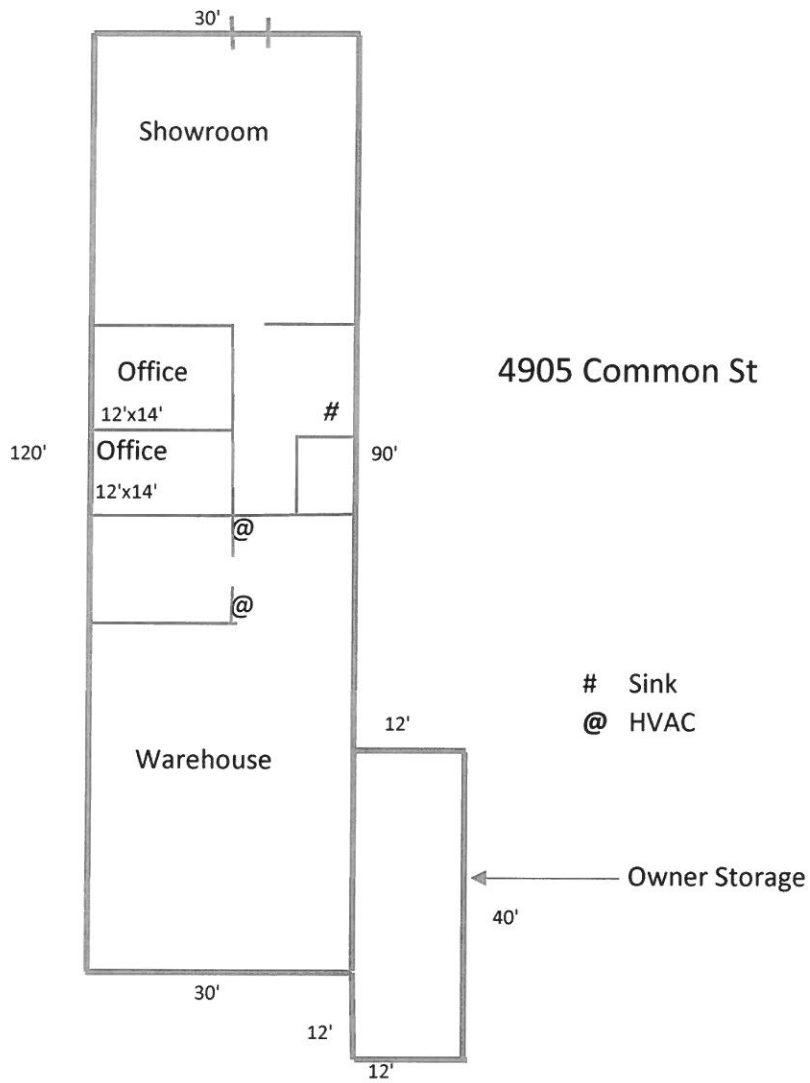 30'
Showroom
Office
4905 Common St
12'x14'
#
120'
Office
90'
12'x14'
@
@
# Sink
@ HVAC
12'
Warehouse
Owner Storage
40'
30'
12'
12'